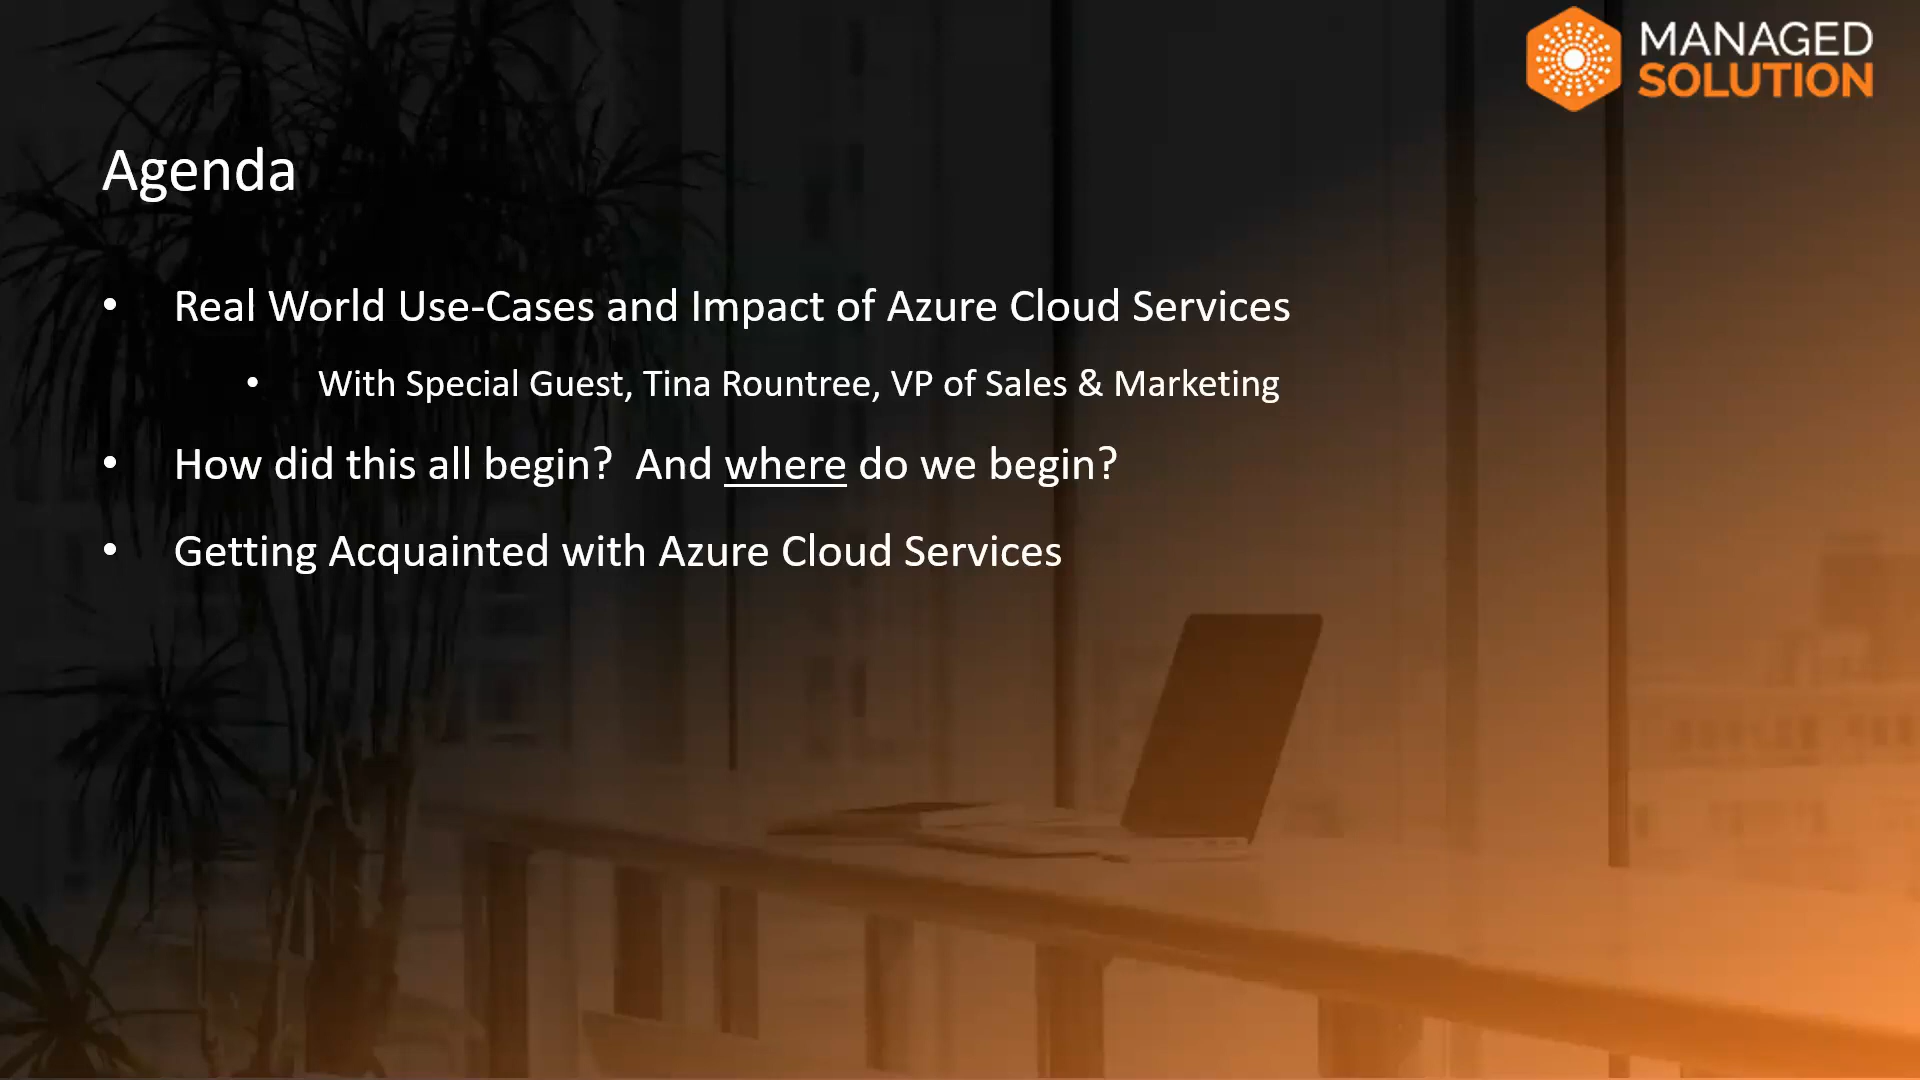 MANAGED
SOLUTION
Agenda
• Real World Use-Cases and Impact of Azure Cloud Services
• With Special Guest, Tina Rountree, VP of Sales & Marketing
• How did this all begin?  And where do we begin?
• Getting Acquainted with Azure Cloud Services